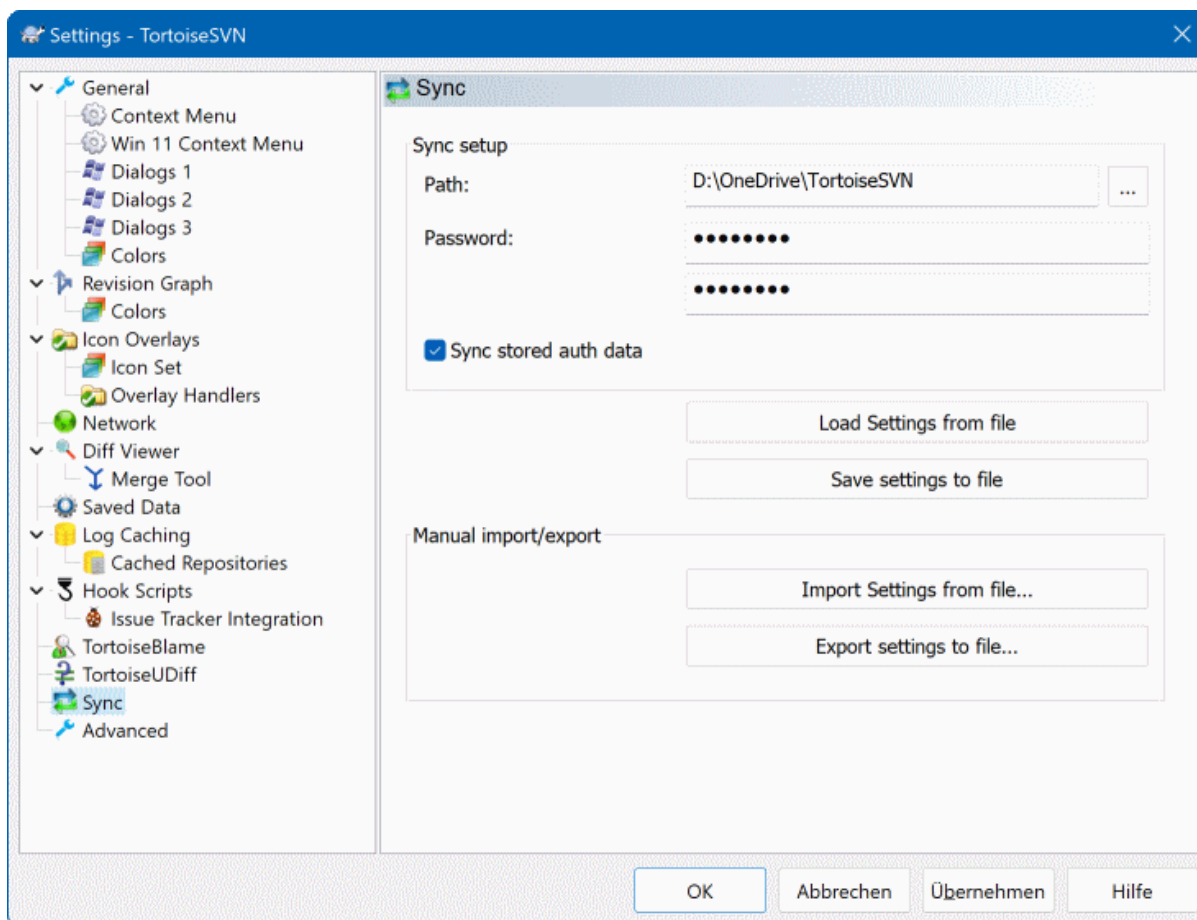 Settings - TortoiseSVN
General
Context Menu
Win 11 Context Menu
Dialogs 1
Dialogs 2
Dialogs 3
Colors
Revision Graph
Colors
Icon Overlays
Icon Set
Overlay Handlers
Network
Diff Viewer
Merge Tool
Saved Data
Log Caching
Cached Repositories
Hook Scripts
Issue Tracker Integration
TortoiseBlame
TortoiseUDiff
Sync
Advanced
Sync
Sync setup
Path: D:\OneDrive\TortoiseSVN ...
Password: ●●●●●●●●
●●●●●●●●
Sync stored auth data
Load Settings from file
Save settings to file
Manual import/export
Import Settings from file...
Export settings to file...
OK Abbrechen Übernehmen Hilfe